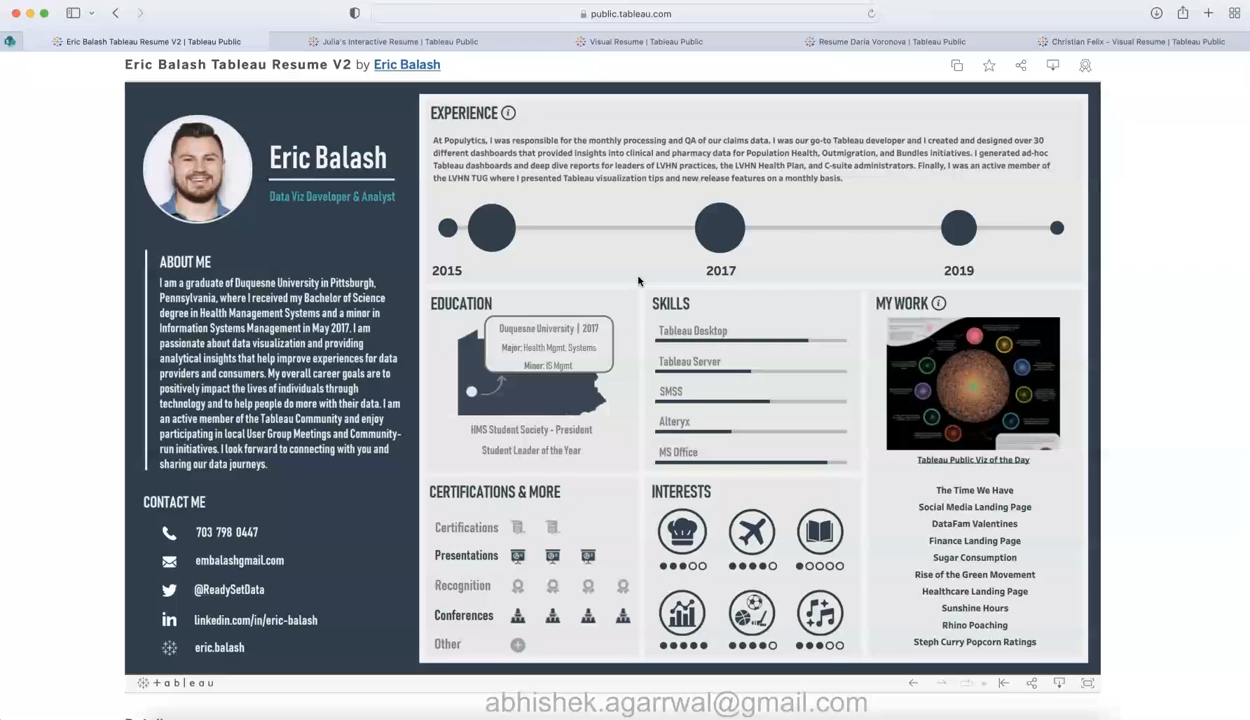 public.tableau.com
Eric Balash Tableau Resume V2 | Tableau Public
Julia's Interactive Resume | Tableau Public
Visual Resume | Tableau Public
Resume Daria Voronova | Tableau Public
Christian Felix - Visual Resume | Tableau Public
Eric Balash Tableau Resume V2 by Eric Balash
Eric Balash
Data Viz Developer & Analyst
ABOUT ME
I am a graduate of Duquesne University in Pittsburgh,
Pennsylvania, where I received my Bachelor of Science
degree in Health Management Systems and a minor in
Information Systems Management in May 2017. I am
passionate about data visualization and providing
analytical insights that help improve experiences for data
providers and consumers. My overall career goals are to
positively impact the lives of individuals through
technology and to help people do more with their data. I am
an active member of the Tableau Community and enjoy
participating in local User Group Meetings and Community-
run initiatives. I look forward to connecting with you and
sharing our data journeys.
CONTACT ME
703 798 0447
embalashgmail.com
@ReadySetData
linkedin.com/in/eric-balash
eric.balash
EXPERIENCE
At Populytics, I was responsible for the monthly processing and QA of our claims data. I was our go-to Tableau developer and I created and designed over 30
different dashboards that provided insights into clinical and pharmacy data for Population Health, Outmigration, and Bundles initiatives. I generated ad-hoc
Tableau dashboards and deep dive reports for leaders of LVHN practices, the LVHN Health Plan, and C-suite administrators. Finally, I was an active member of
the LVHN TUG where I presented Tableau visualization tips and new release features on a monthly basis.
2015
2017
2019
EDUCATION
Duquesne University | 2017
Major: Health Mgmt. Systems
Minor: IS Mgmt
HMS Student Society - President
Student Leader of the Year
SKILLS
Tableau Desktop
Tableau Server
SMSS
Alteryx
MS Office
MY WORK
Tableau Public Viz of the Day
The Time We Have
Social Media Landing Page
DataFam Valentines
Finance Landing Page
Sugar Consumption
Rise of the Green Movement
Healthcare Landing Page
Sunshine Hours
Rhino Poaching
Steph Curry Popcorn Ratings
CERTIFICATIONS & MORE
Certifications
Presentations
Recognition
Conferences
Other
INTERESTS
+ableau
abhishek.agarrwal@gmail.com